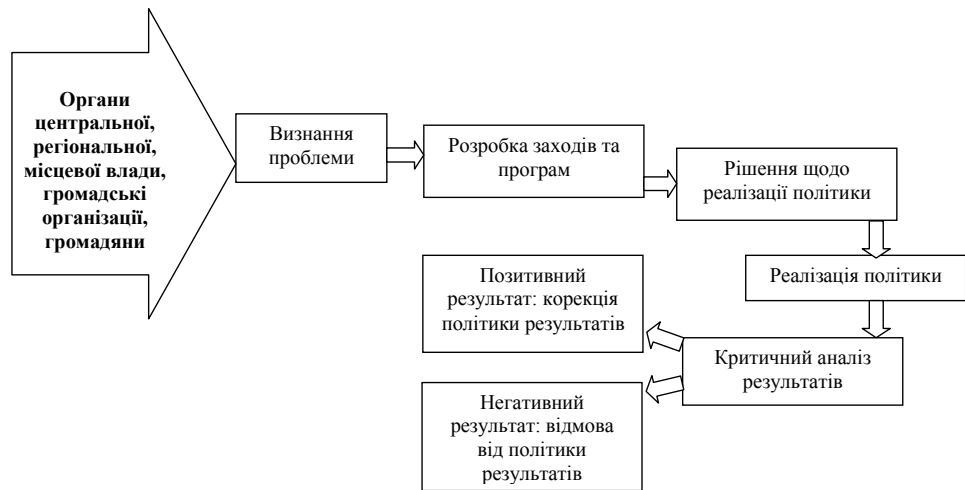 Органи
центральної,
регіональної,
місцевої влади,
громадські
організації,
громадяни
Визнання
проблеми
Розробка заходів та
програм
Рішення щодо
реалізації політики
Реалізація політики
Критичний аналіз
результатів
Позитивний
результат: корекція
політики результатів
Негативний
результат: відмова
від політики
результатів